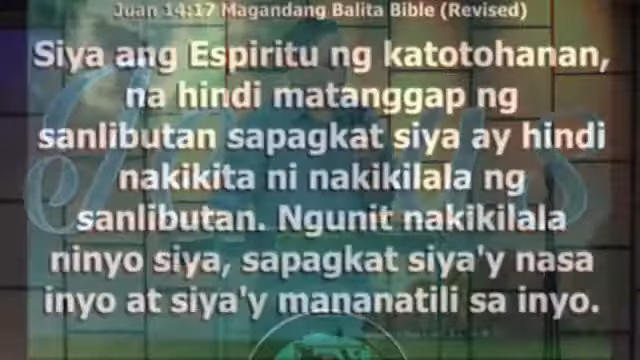 Juan 14:17 Magandang Balita Bible (Revised)
Siya ang Espiritu ng katotohanan,
na hindi matanggap ng
sanlibutan sapagkat siya ay hindi
nakikita ni nakikilala ng
sanlibutan. Ngunit nakikilala
ninyo siya, sapagkat siya'y nasa
inyo at siya'y mananatili sa inyo.
Jesus